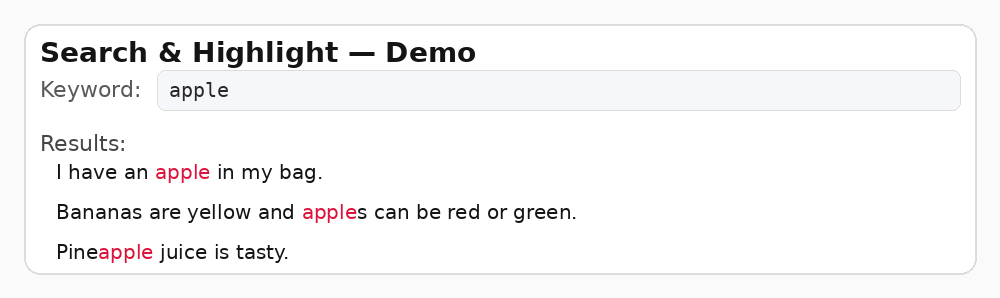 Search & Highlight — Demo
Keyword: apple
Results:
I have an apple in my bag.
Bananas are yellow and apples can be red or green.
Pineapple juice is tasty.